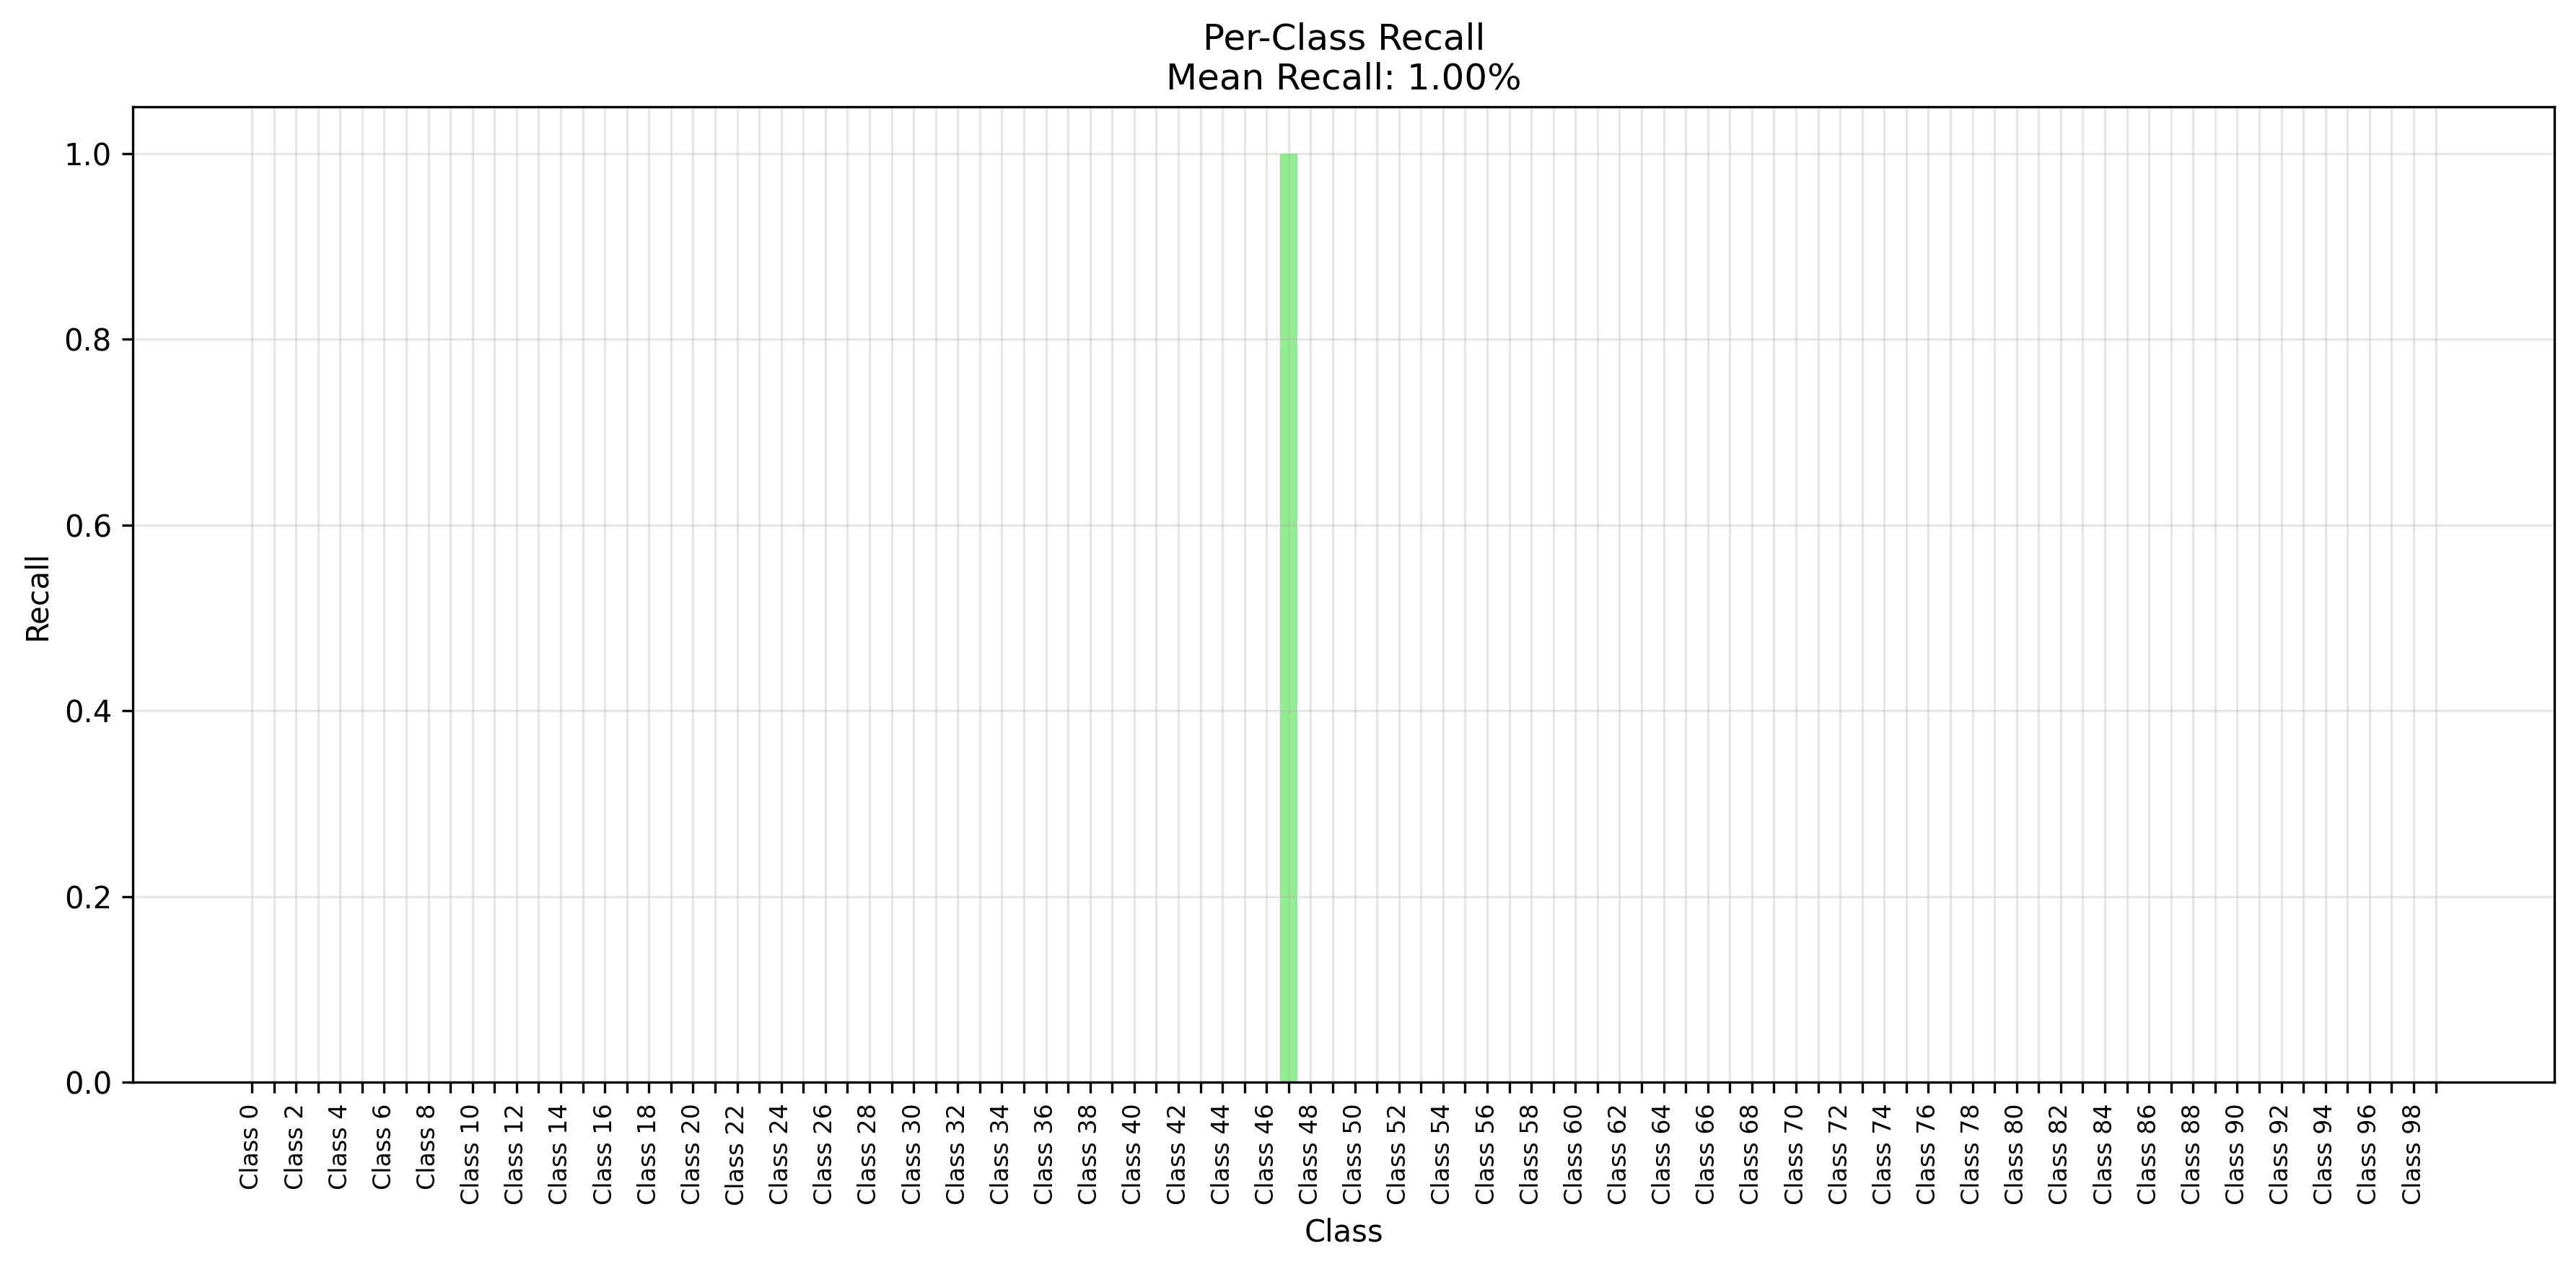 Per-Class Recall
Mean Recall: 1.00%
1.0
0.8
0.6
0.4
0.2
0.0
Recall
Class 0
Class 2
Class 4
Class 6
Class 8
Class 10
Class 12
Class 14
Class 16
Class 18
Class 20
Class 22
Class 24
Class 26
Class 28
Class 30
Class 32
Class 34
Class 36
Class 38
Class 40
Class 42
Class 44
Class 46
Class 48
Class 50
Class 52
Class 54
Class 56
Class 58
Class 60
Class 62
Class 64
Class 66
Class 68
Class 70
Class 72
Class 74
Class 76
Class 78
Class 80
Class 82
Class 84
Class 86
Class 88
Class 90
Class 92
Class 94
Class 96
Class 98
Class